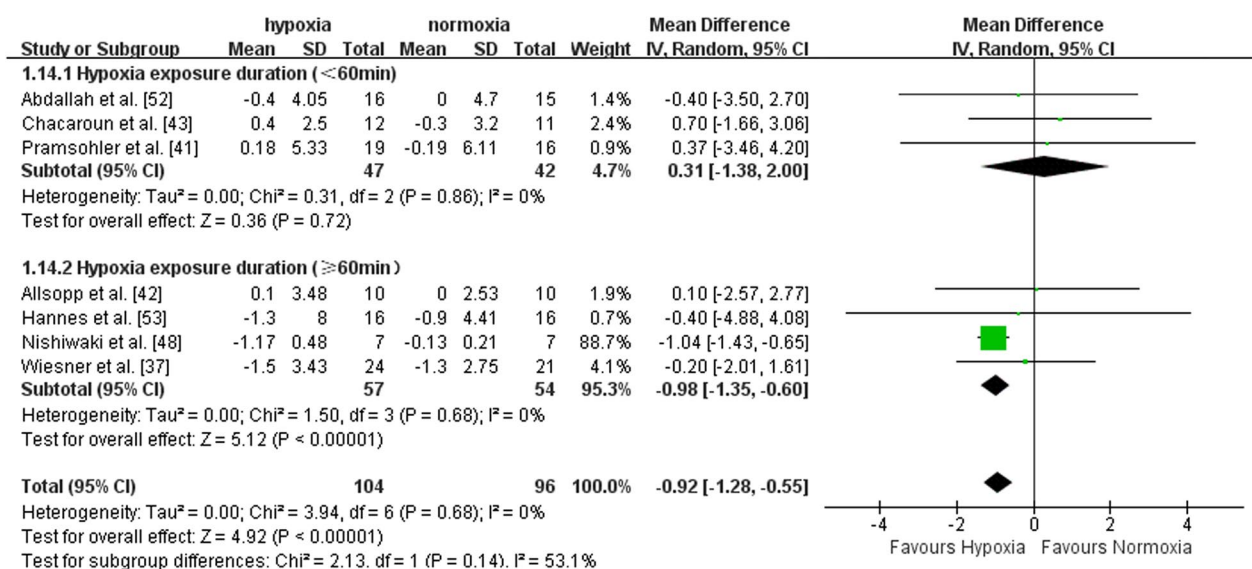 hypoxia normoxia Mean Difference Mean Difference
Study or Subgroup Mean SD Total Mean SD Total Weight IV, Random, 95% CI IV, Random, 95% CI
1.14.1 Hypoxia exposure duration (<60min)
Abdallah et al. [52] -0.4 4.05 16 0 4.7 15 1.4% -0.40 [-3.50, 2.70]
Chacaroun et al. [43] 0.4 2.5 12 -0.3 3.2 11 2.4% 0.70 [-1.66, 3.06]
Pramsohler et al. [41] 0.18 5.33 19 -0.19 6.11 16 0.9% 0.37 [-3.46, 4.20]
Subtotal (95% CI) 47 42 4.7% 0.31 [-1.38, 2.00]
Heterogeneity: Tau² = 0.00; Chi² = 0.31, df = 2 (P = 0.86); I² = 0%
Test for overall effect: Z = 0.36 (P = 0.72)
1.14.2 Hypoxia exposure duration (≥60min)
Allsopp et al. [42] 0.1 3.48 10 0 2.53 10 1.9% 0.10 [-2.57, 2.77]
Hannes et al. [53] -1.3 8 16 -0.9 4.41 16 0.7% -0.40 [-4.88, 4.08]
Nishiwaki et al. [48] -1.17 0.48 7 -0.13 0.21 7 88.7% -1.04 [-1.43, -0.65]
Wiesner et al. [37] -1.5 3.43 24 -1.3 2.75 21 4.1% -0.20 [-2.01, 1.61]
Subtotal (95% CI) 57 54 95.3% -0.98 [-1.35, -0.60]
Heterogeneity: Tau² = 0.00; Chi² = 1.50, df = 3 (P = 0.68); I² = 0%
Test for overall effect: Z = 5.12 (P < 0.00001)
Total (95% CI) 104 96 100.0% -0.92 [-1.28, -0.55]
Heterogeneity: Tau² = 0.00; Chi² = 3.94, df = 6 (P = 0.68); I² = 0%
Test for overall effect: Z = 4.92 (P < 0.00001)
Test for subgroup differences: Chi² = 2.13, df = 1 (P = 0.14), I² = 53.1%
-4 -2 0 2 4
Favours Hypoxia Favours Normoxia